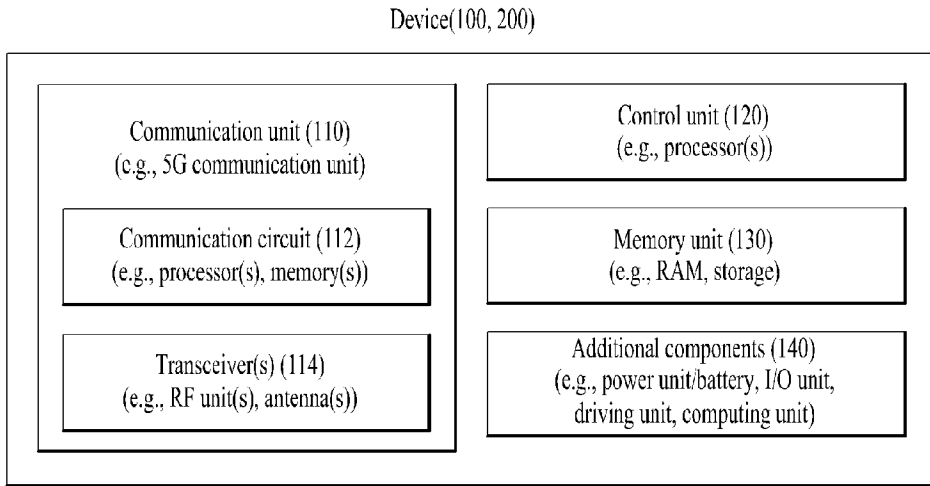 Device(100, 200)
Communication unit (110)
(e.g., 5G communication unit)
Communication circuit (112)
(e.g., processor(s), memory(s))
Transceiver(s) (114)
(e.g., RF unit(s), antenna(s))
Control unit (120)
(e.g., processor(s))
Memory unit (130)
(e.g., RAM, storage)
Additional components (140)
(e.g., power unit/battery, I/O unit,
driving unit, computing unit)